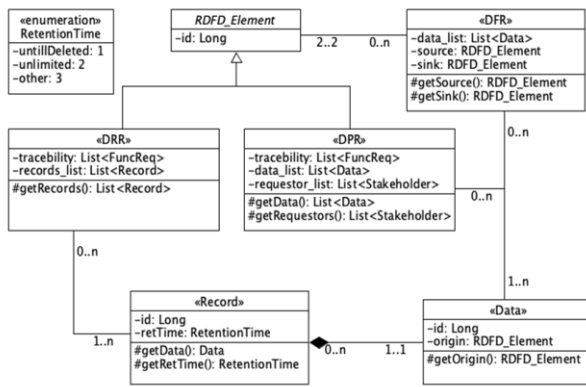 «enumeration»
RetentionTime
-untillDeleted: 1
-unlimited: 2
-other: 3
RDFD_Element
-id: Long
2..2
0..n
«DFR»
-data_list: List<Data>
-source: RDFD_Element
-sink: RDFD_Element
#getSource(): RDFD_Element
#getSink(): RDFD_Element
0..n
«DRR»
-tracebility: List<FuncReq>
-records_list: List<Record>
#getRecords(): List<Record>
0..n
«DPR»
-tracebility: List<FuncReq>
-data_list: List<Data>
-requestor_list: List<Stakeholder>
#getData(): List<Data>
#getRequestors(): List<Stakeholder>
0..n
1..n
1..n
«Record»
-id: Long
-retTime: RetentionTime
#getData(): Data
#getRetTime(): RetentionTime
0..n
1..1
«Data»
-id: Long
-origin: RDFD_Element
#getOrigin(): RDFD_Element